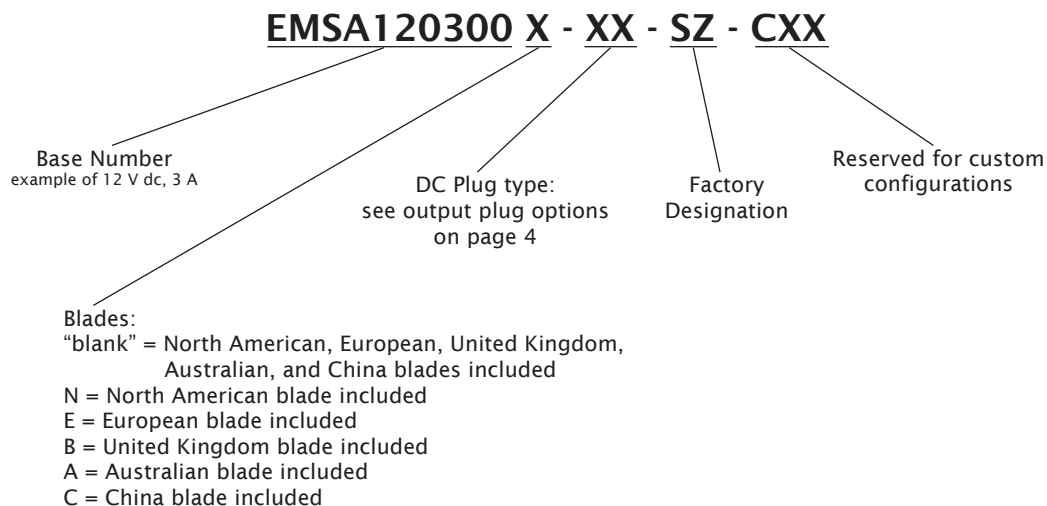 EMSA120300 X - XX - SZ - CXX
Base Number
example of 12 V dc, 3 A
DC Plug type:
see output plug options
on page 4
Factory
Designation
Reserved for custom
configurations
Blades:
“blank” = North American, European, United Kingdom,
Australian, and China blades included
N = North American blade included
E = European blade included
B = United Kingdom blade included
A = Australian blade included
C = China blade included